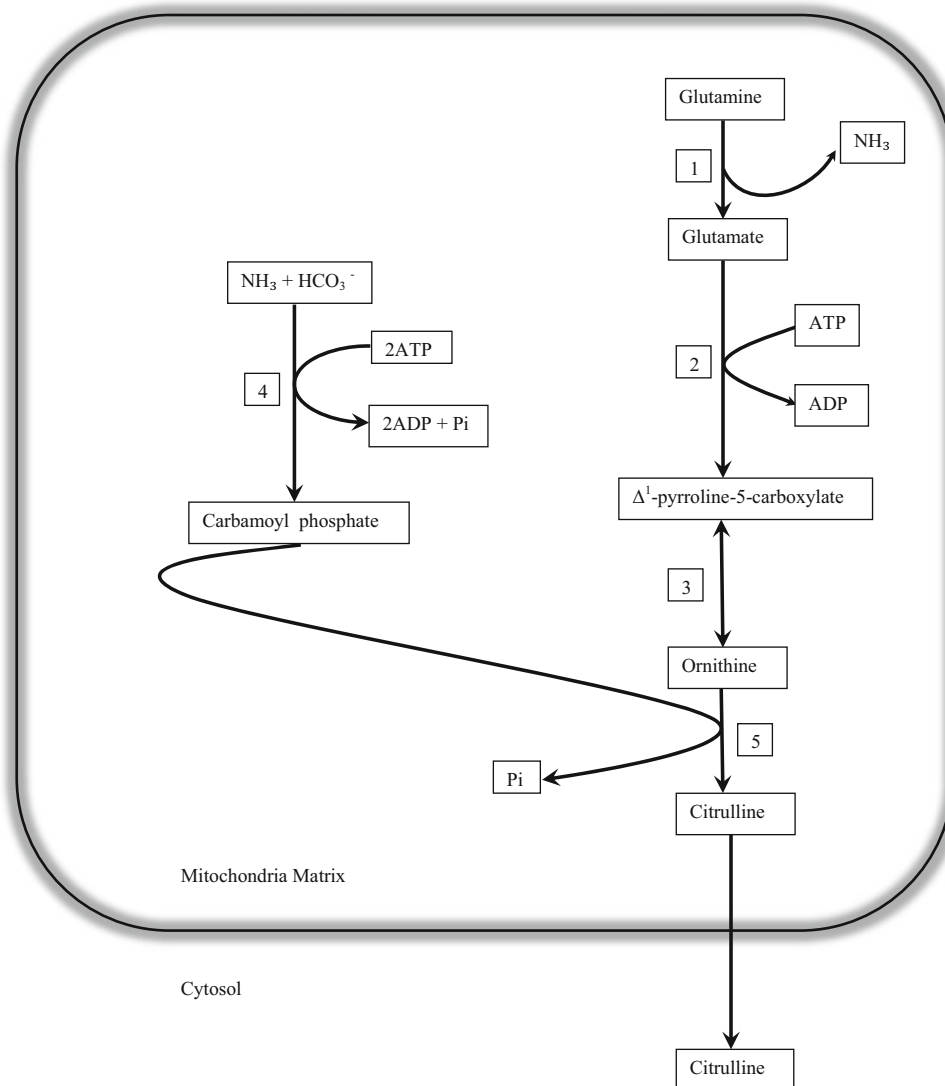 Glutamine
NH₃
1
Glutamate
NH₃ + HCO₃⁻
ATP
2ATP
2
4
ADP
2ADP + Pi
Δ¹-pyrroline-5-carboxylate
Carbamoyl phosphate
3
Ornithine
5
Pi
Citrulline
Mitochondria Matrix
Cytosol
Citrulline